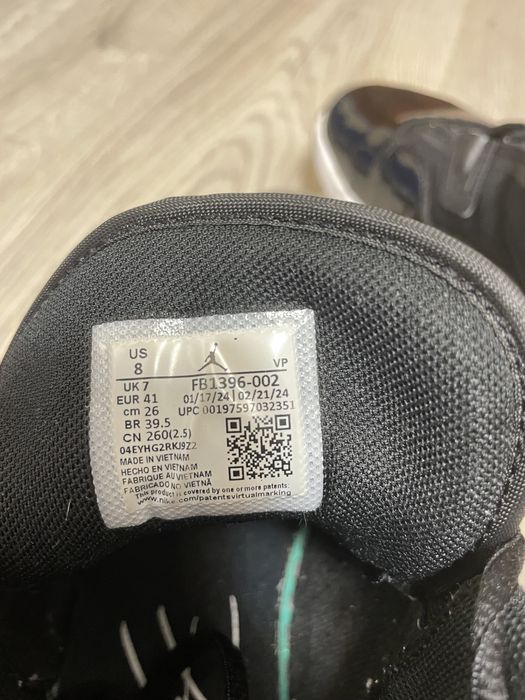 US
8
VP
UK 7 FB1396-002
EUR 41 01/17/24 | 02/21/24
cm 26 UPC 00197597032351
BR 39.5
CN 260(2.5)
04EYHG2RKJ9Z2
MADE IN VIETNAM
HECHO EN VIETNAM
FABRIQUE AU VIETNAM
FABRICADO NO VIETNÃ
This product is covered by one or more patents:
www.nike.com/patentsvirtualmarking